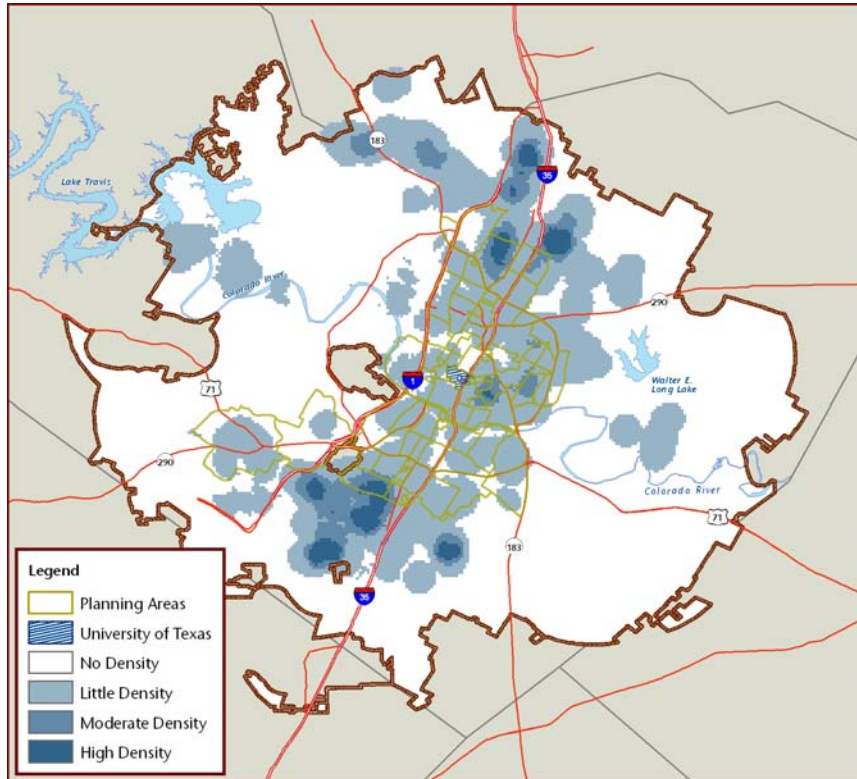 183
35
Lake Travis
Colorado River
290
Walter E.
Long Lake
1
71
290
Colorado River
71
183
35
Legend
Planning Areas
University of Texas
No Density
Little Density
Moderate Density
High Density